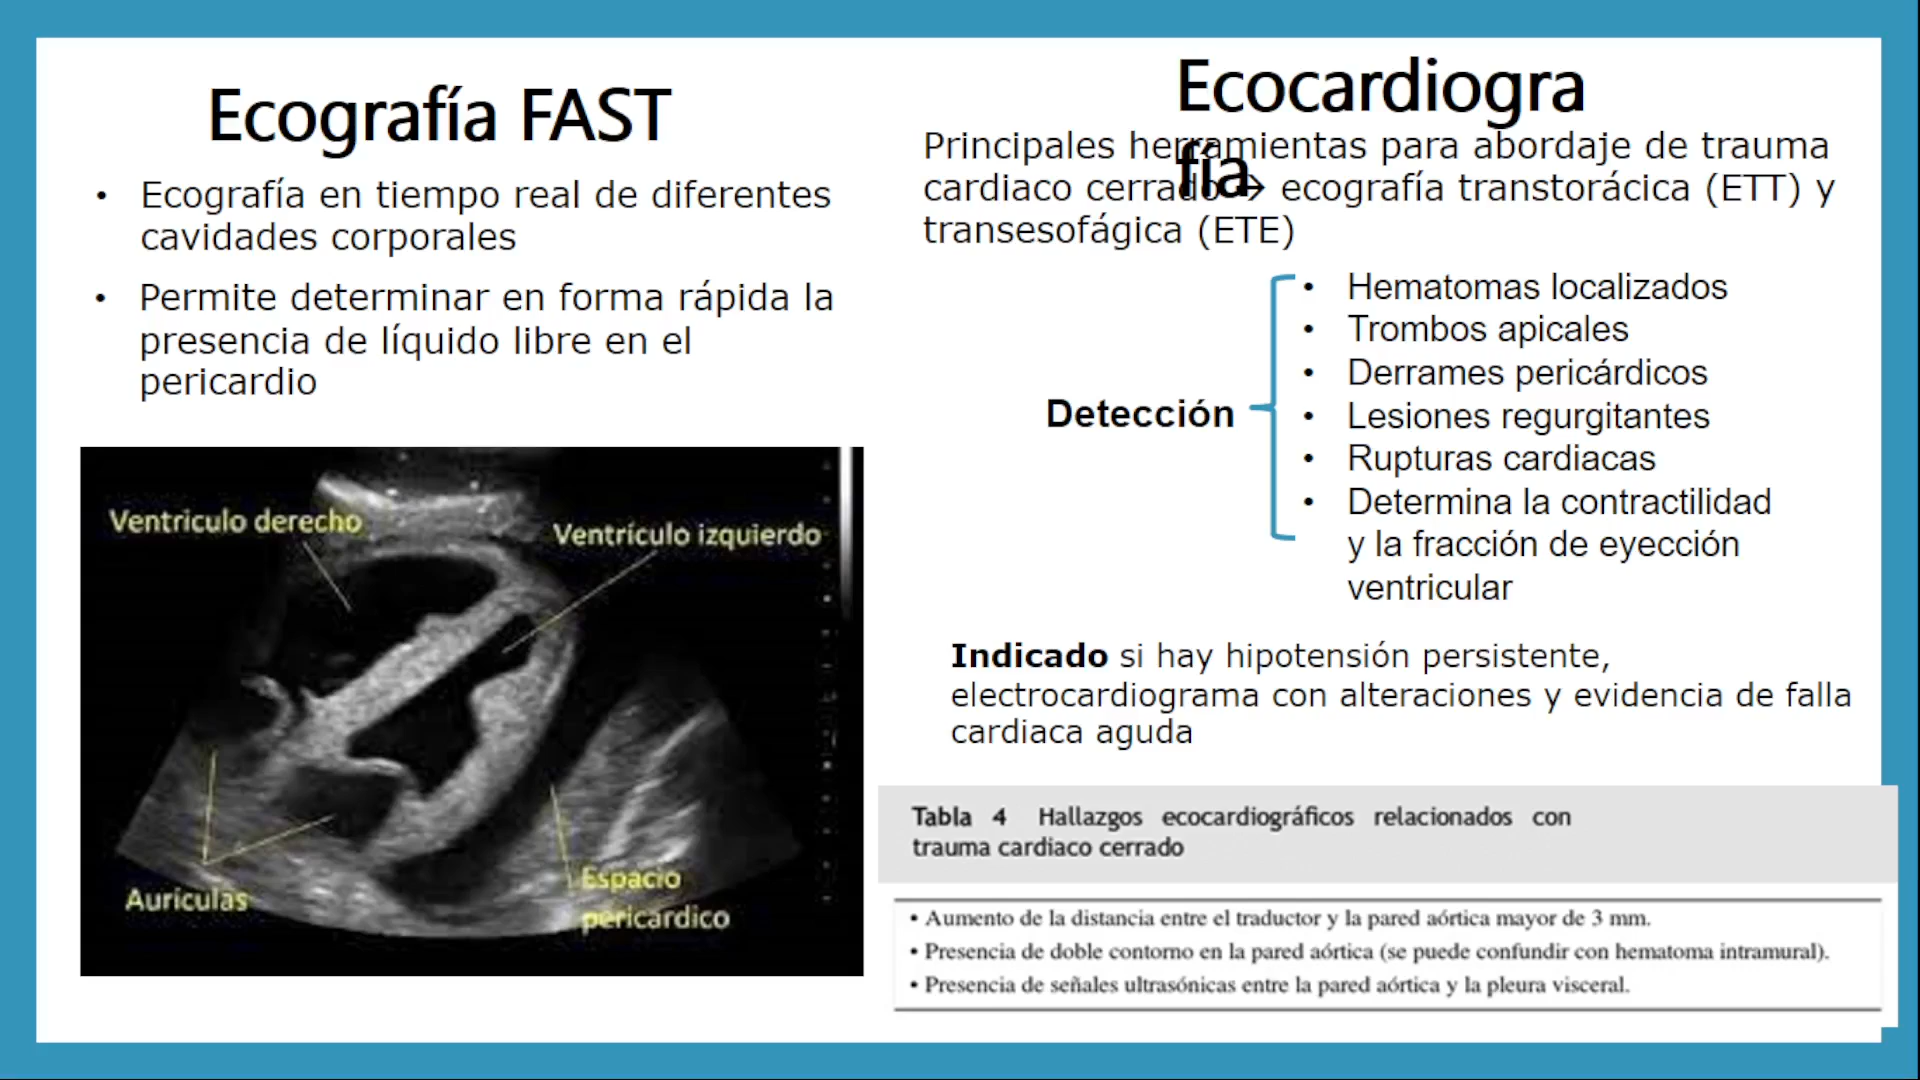 Ecografía FAST
• Ecografía en tiempo real de diferentes
cavidades corporales
• Permite determinar en forma rápida la
presencia de líquido libre en el
pericardio
Ventriculo derecho
Ventrículo izquierdo
Auriculas
Espacio
pericárdico
Ecocardiogra
fía
Principales herramientas para abordaje de trauma
cardiaco cerrado → ecografía transtorácica (ETT) y
transesofágica (ETE)
Detección
• Hematomas localizados
• Trombos apicales
• Derrames pericárdicos
• Lesiones regurgitantes
• Rupturas cardiacas
• Determina la contractilidad
y la fracción de eyección
ventricular
Indicado si hay hipotensión persistente,
electrocardiograma con alteraciones y evidencia de falla
cardiaca aguda
Tabla 4 Hallazgos ecocardiográficos relacionados con
trauma cardiaco cerrado
• Aumento de la distancia entre el traductor y la pared aórtica mayor de 3 mm.
• Presencia de doble contorno en la pared aórtica (se puede confundir con hematoma intramural).
• Presencia de señales ultrasónicas entre la pared aórtica y la pleura visceral.